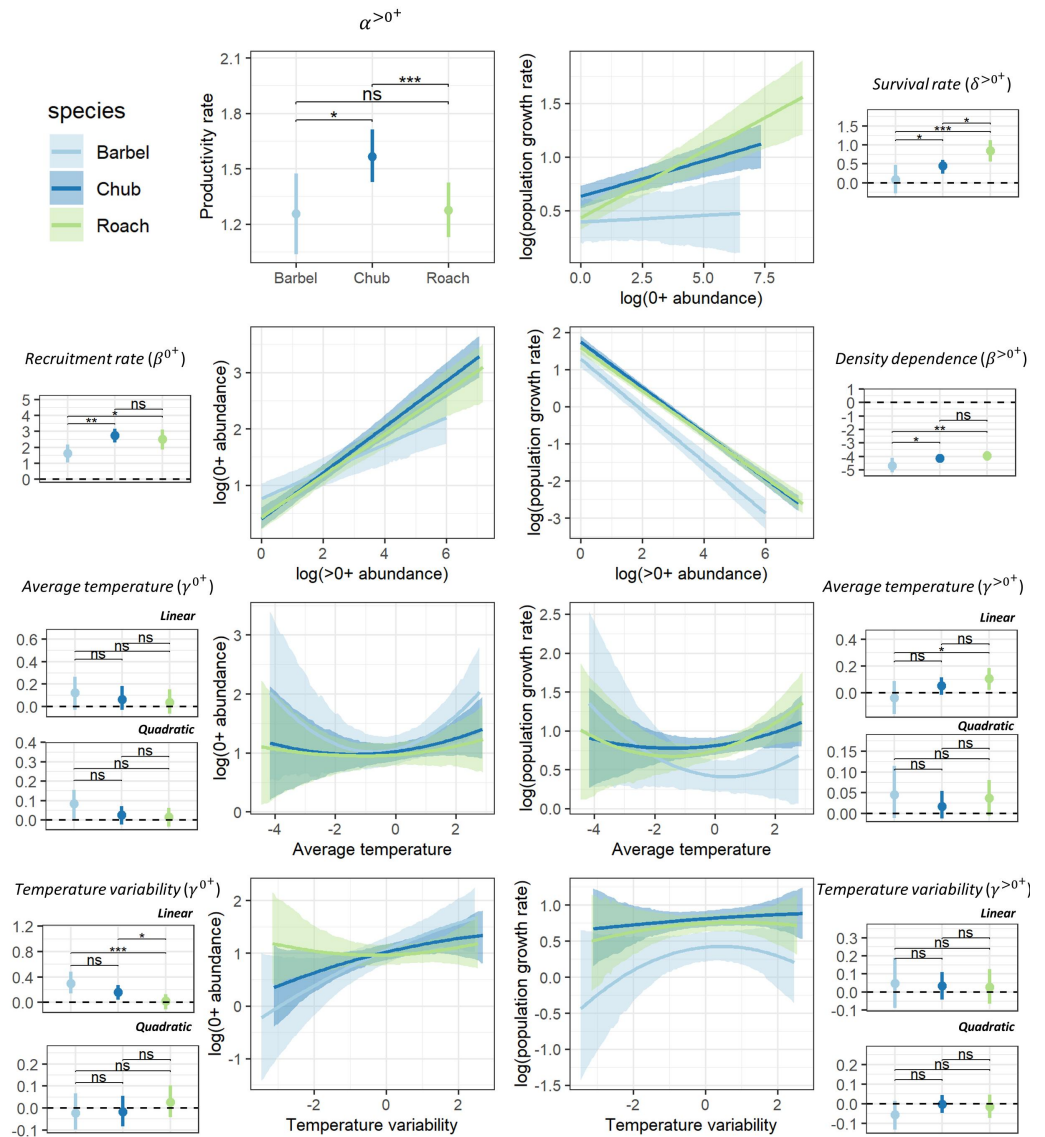 α^{>0^+}
species
Barbel
Chub
Roach
Productivity rate
2.1
1.8
1.5
1.2
***
ns
*
Barbel Chub Roach
log(population growth rate)
1.5
1.0
0.5
0.0 2.5 5.0 7.5
log(0+ abundance)
Survival rate (δ^{>0^+})
1.5
1.0
0.5
0.0
*
***
*
Recruitment rate (β^{0^+})
5
4
3
2
1
0
ns
*
**
log(0+ abundance)
3
2
1
0 2 4 6
log(>0+ abundance)
log(population growth rate)
2
1
0
-1
-2
-3
0 2 4 6
log(>0+ abundance)
Density dependence (β^{>0^+})
1
0
-1
-2
-3
-4
-5
ns
**
*
Average temperature (γ^{0^+})
Linear
0.6
0.4
0.2
0.0
ns
ns
ns
Quadratic
0.4
0.3
0.2
0.1
0.0
ns
ns
ns
log(0+ abundance)
3
2
1
0
-4 -2 0 2
Average temperature
log(population growth rate)
2.5
2.0
1.5
1.0
0.5
0.0
-4 -2 0 2
Average temperature
Average temperature (γ^{>0^+})
Linear
0.4
0.2
0.0
ns
*
ns
Quadratic
0.15
0.10
0.05
0.00
ns
ns
ns
Temperature variability (γ^{0^+})
Linear
1.2
0.8
0.4
0.0
*
***
ns
Quadratic
0.2
0.1
0.0
-0.1
ns
ns
ns
log(0+ abundance)
2
1
0
-1
-2 0 2
Temperature variability
log(population growth rate)
1.0
0.5
0.0
-0.5
-1.0
-1.5
-2 0 2
Temperature variability
Temperature variability (γ^{>0^+})
Linear
0.3
0.2
0.1
0.0
-0.1
ns
ns
ns
Quadratic
0.2
0.1
0.0
-0.1
ns
ns
ns